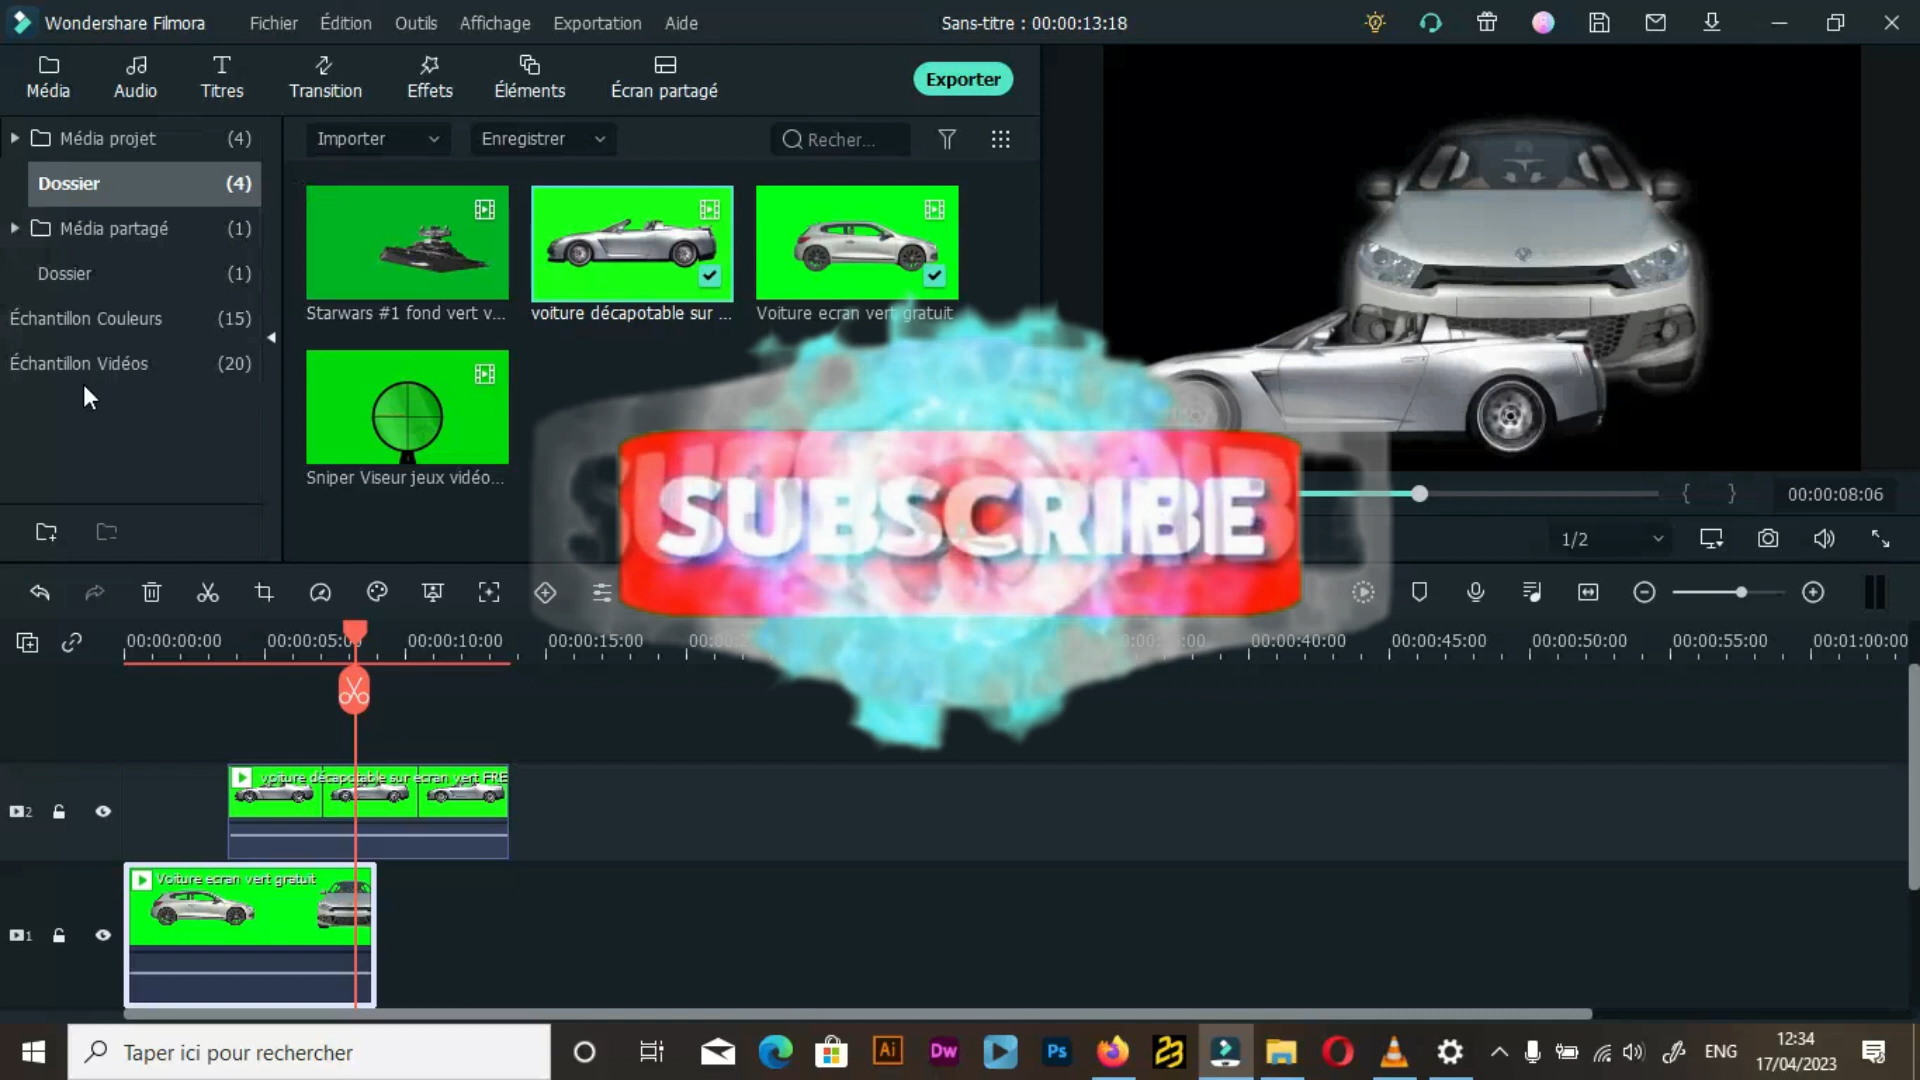 Wondershare Filmora
Fichier
Édition
Outils
Affichage
Exportation
Aide
Sans-titre : 00:00:13:18
Média
Audio
Titres
Transition
Effets
Éléments
Écran partagé
Exporter
Média projet (4)
Dossier (4)
Média partagé (1)
Dossier (1)
Échantillon Couleurs (15)
Échantillon Vidéos (20)
Importer
Enregistrer
Recher...
Starwars #1 fond vert v...
voiture décapotable sur ...
Voiture ecran vert gratuit
Sniper Viseur jeux vidéo...
SUBSCRIBE
00:00:08:06
1/2
00:00:00:00
00:00:10:00
00:00:15:00
00:00:40:00
00:00:45:00
00:00:50:00
00:00:55:00
00:01:00:00
2
voiture décapotable sur ecran vert FRE
1
Voiture ecran vert gratuit
Taper ici pour rechercher
Ai
Dw
Ps
ENG
12:34
17/04/2023